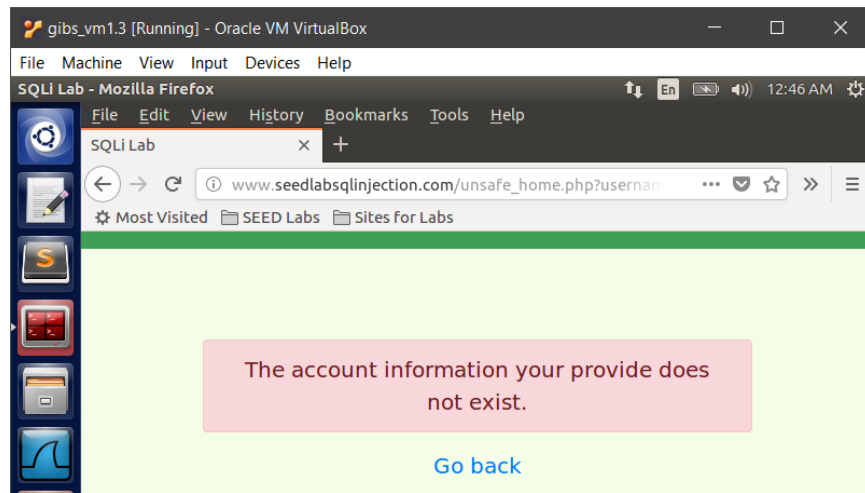 gibs_vm1.3 [Running] - Oracle VM VirtualBox
File Machine View Input Devices Help
SQLi Lab - Mozilla Firefox En 12:46 AM
File Edit View History Bookmarks Tools Help
SQLi Lab
www.seedlabsqlinjection.com/unsafe_home.php?usernam
Most Visited SEED Labs Sites for Labs
The account information your provide does
not exist.
Go back